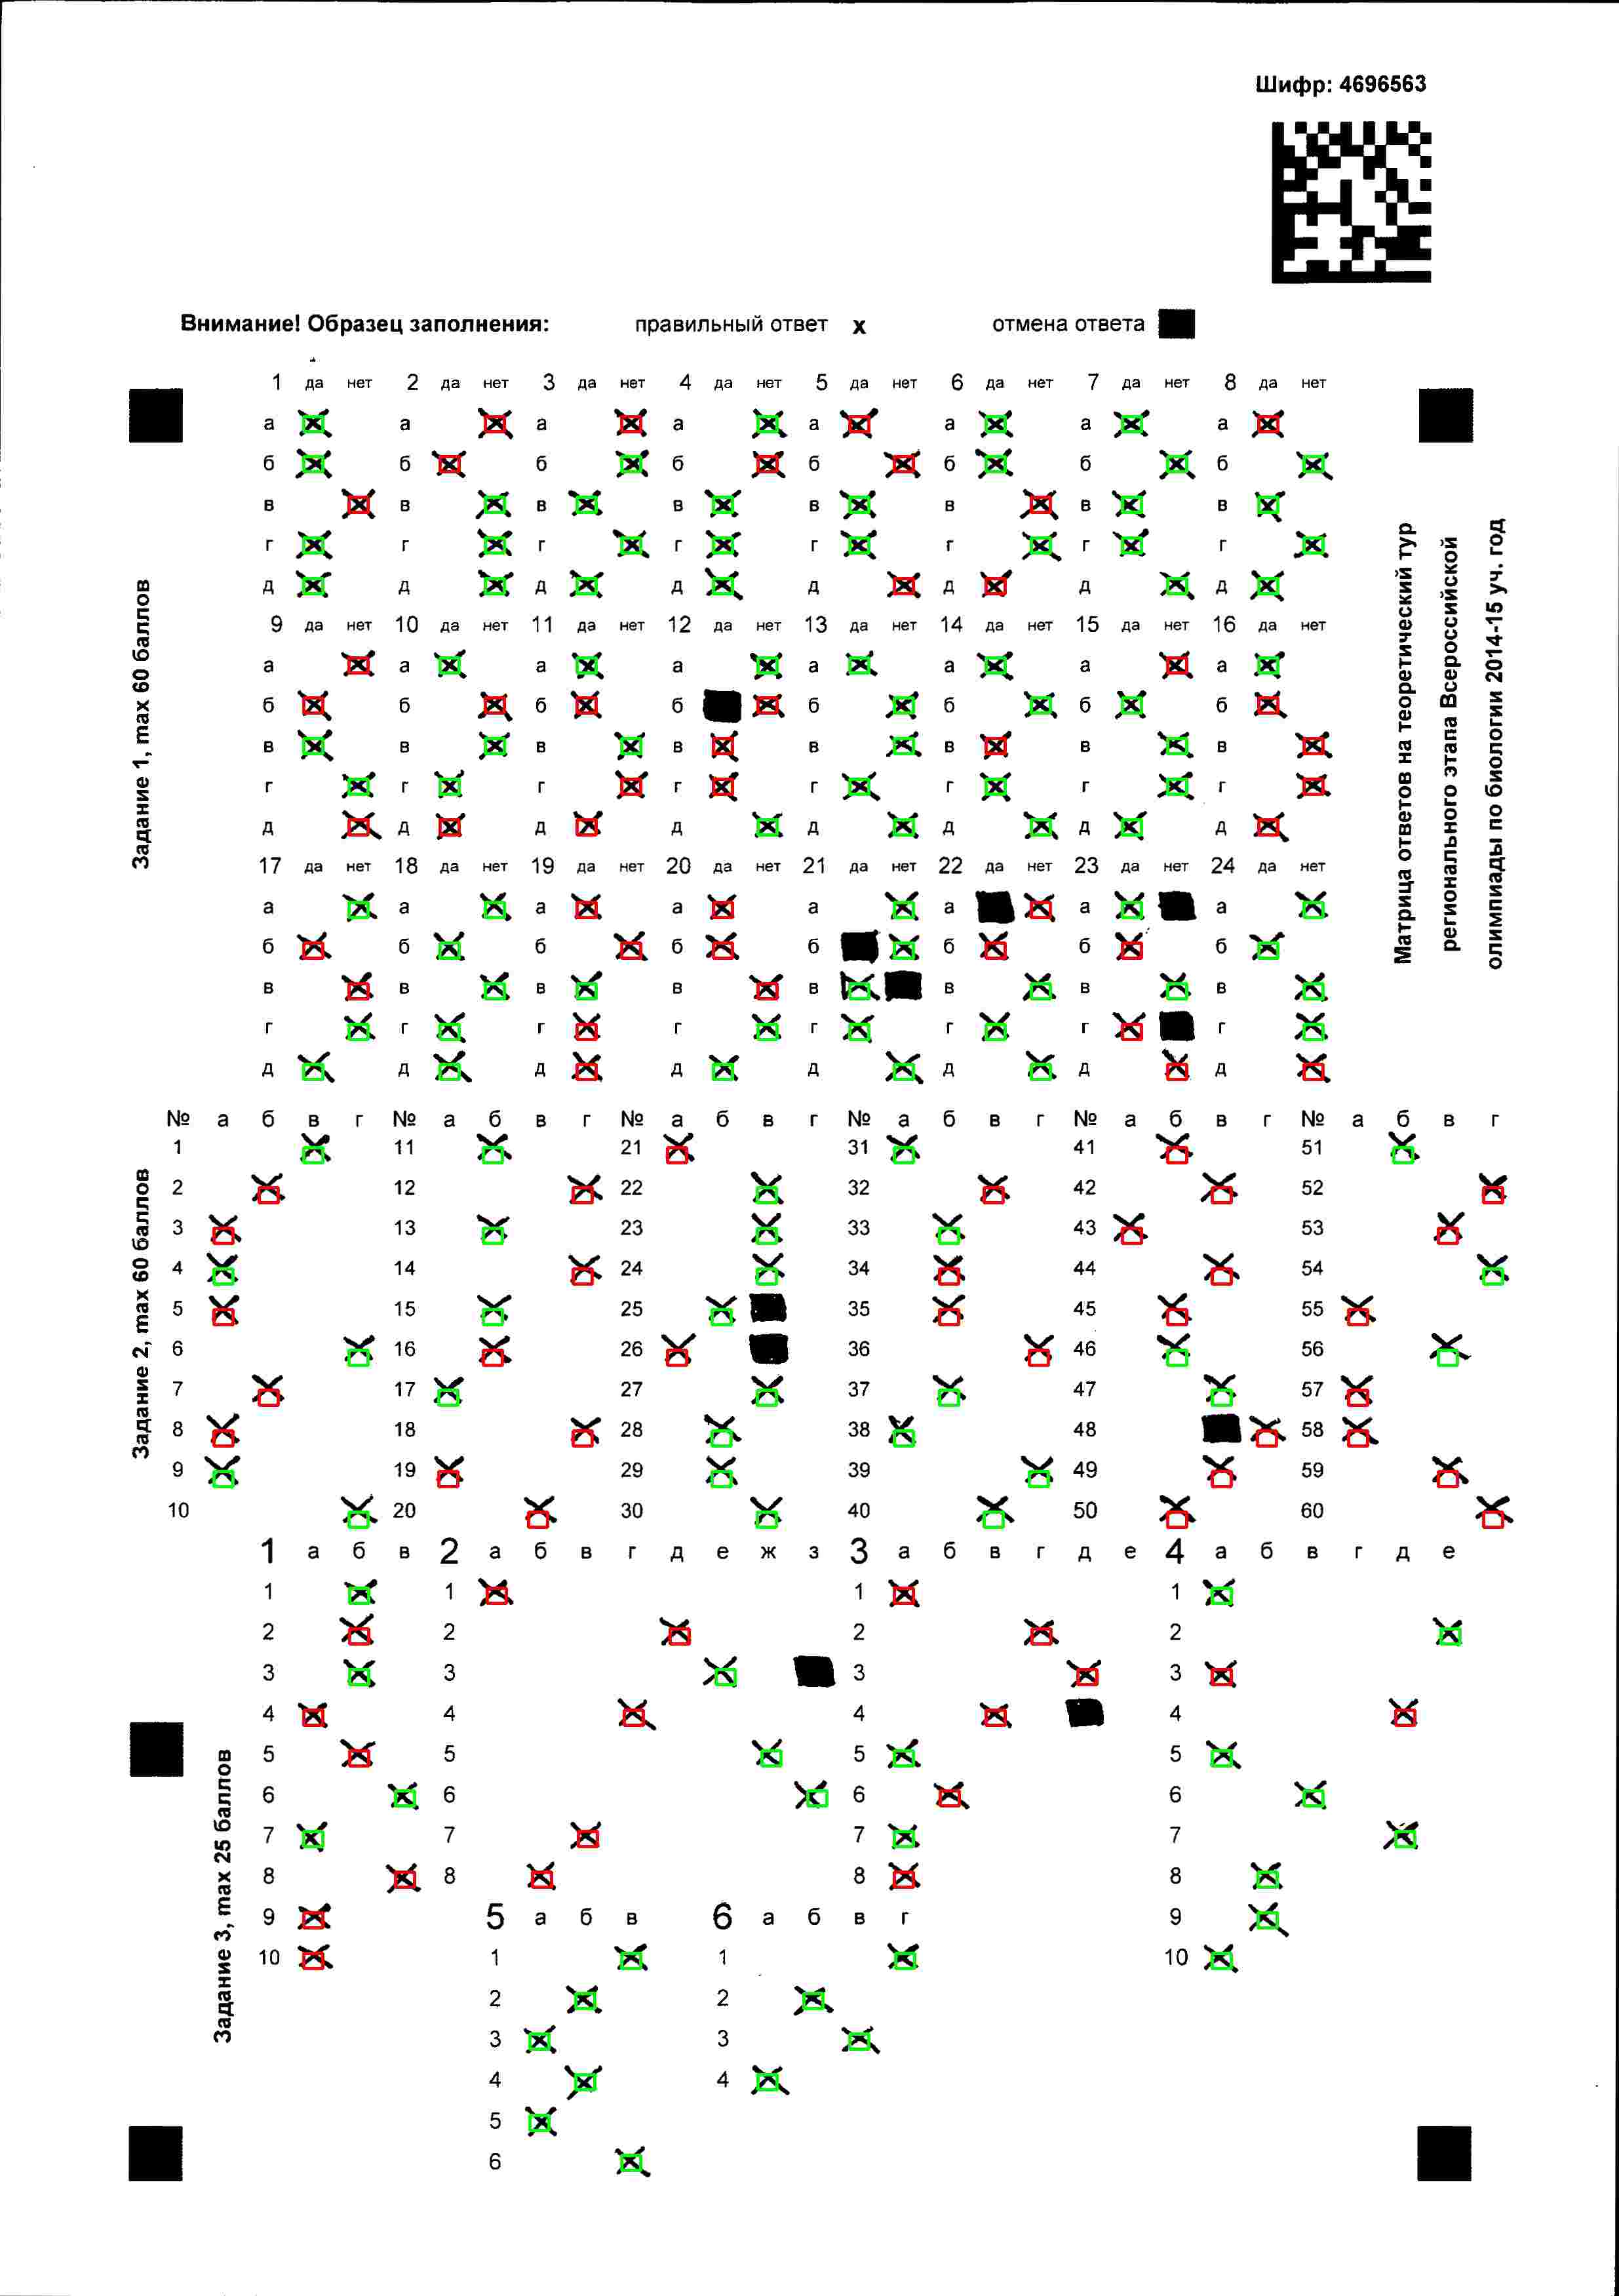 Шифр: 4696563
Внимание! Образец заполнения: правильный ответ x отмена ответа
Матрица ответов на теоретический тур
регионального этапа Всероссийской
олимпиады по биологии 2014-15 уч. год
Задание 1, max 60 баллов
1 да нет 2 да нет 3 да нет 4 да нет 5 да нет 6 да нет 7 да нет 8 да нет
а а а а а а а а
б б б б б б б б
в в в в в в в в
г г г г г г г г
д д д д д д д д
9 да нет 10 да нет 11 да нет 12 да нет 13 да нет 14 да нет 15 да нет 16 да нет
а а а а а а а а
б б б б б б б б
в в в в в в в в
г г г г г г г г
д д д д д д д д
17 да нет 18 да нет 19 да нет 20 да нет 21 да нет 22 да нет 23 да нет 24 да нет
а а а а а а а а
б б б б б б б б
в в в в в в в в
г г г г г г г г
д д д д д д д д
Задание 2, max 60 баллов
№ а б в г № а б в г № а б в г № а б в г № а б в г № а б в г
1 11 21 31 41 51
2 12 22 32 42 52
3 13 23 33 43 53
4 14 24 34 44 54
5 15 25 35 45 55
6 16 26 36 46 56
7 17 27 37 47 57
8 18 28 38 48 58
9 19 29 39 49 59
10 20 30 40 50 60
Задание 3, max 25 баллов
1 а б в 2 а б в г д е ж з 3 а б в г д е 4 а б в г д е
1 1 1 1
2 2 2 2
3 3 3 3
4 4 4 4
5 5 5 5
6 6 6 6
7 7 7 7
8 8 8 8
9 5 а б в 6 а б в г 9
10 1 1 10
2 2
3 3
4 4
5
6